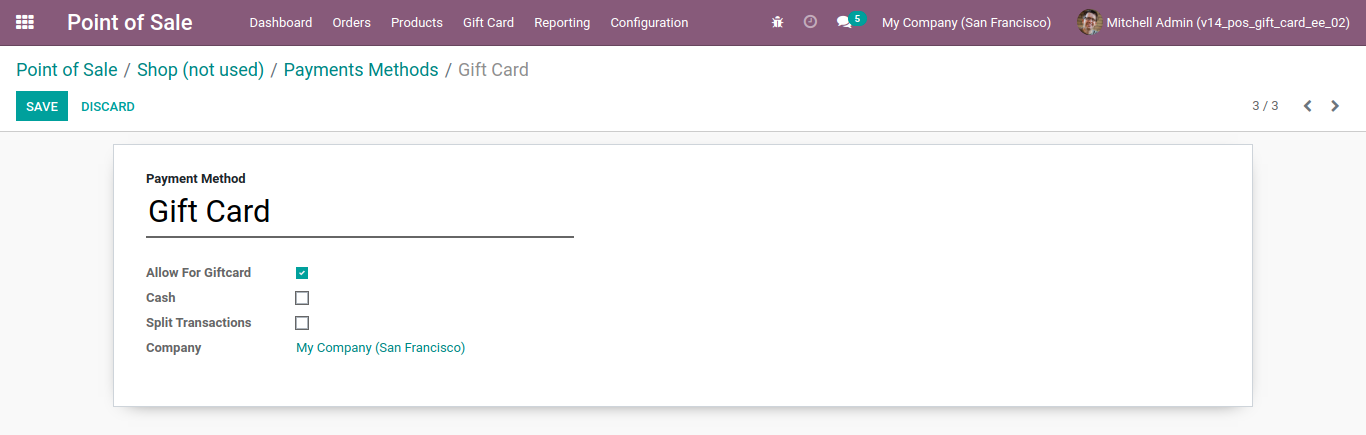 Point of Sale Dashboard Orders Products Gift Card Reporting Configuration 5 My Company (San Francisco) Mitchell Admin (v14_pos_gift_card_ee_02)
Point of Sale / Shop (not used) / Payments Methods / Gift Card
SAVE DISCARD 3 / 3
Payment Method
Gift Card
Allow For Giftcard
Cash
Split Transactions
Company My Company (San Francisco)